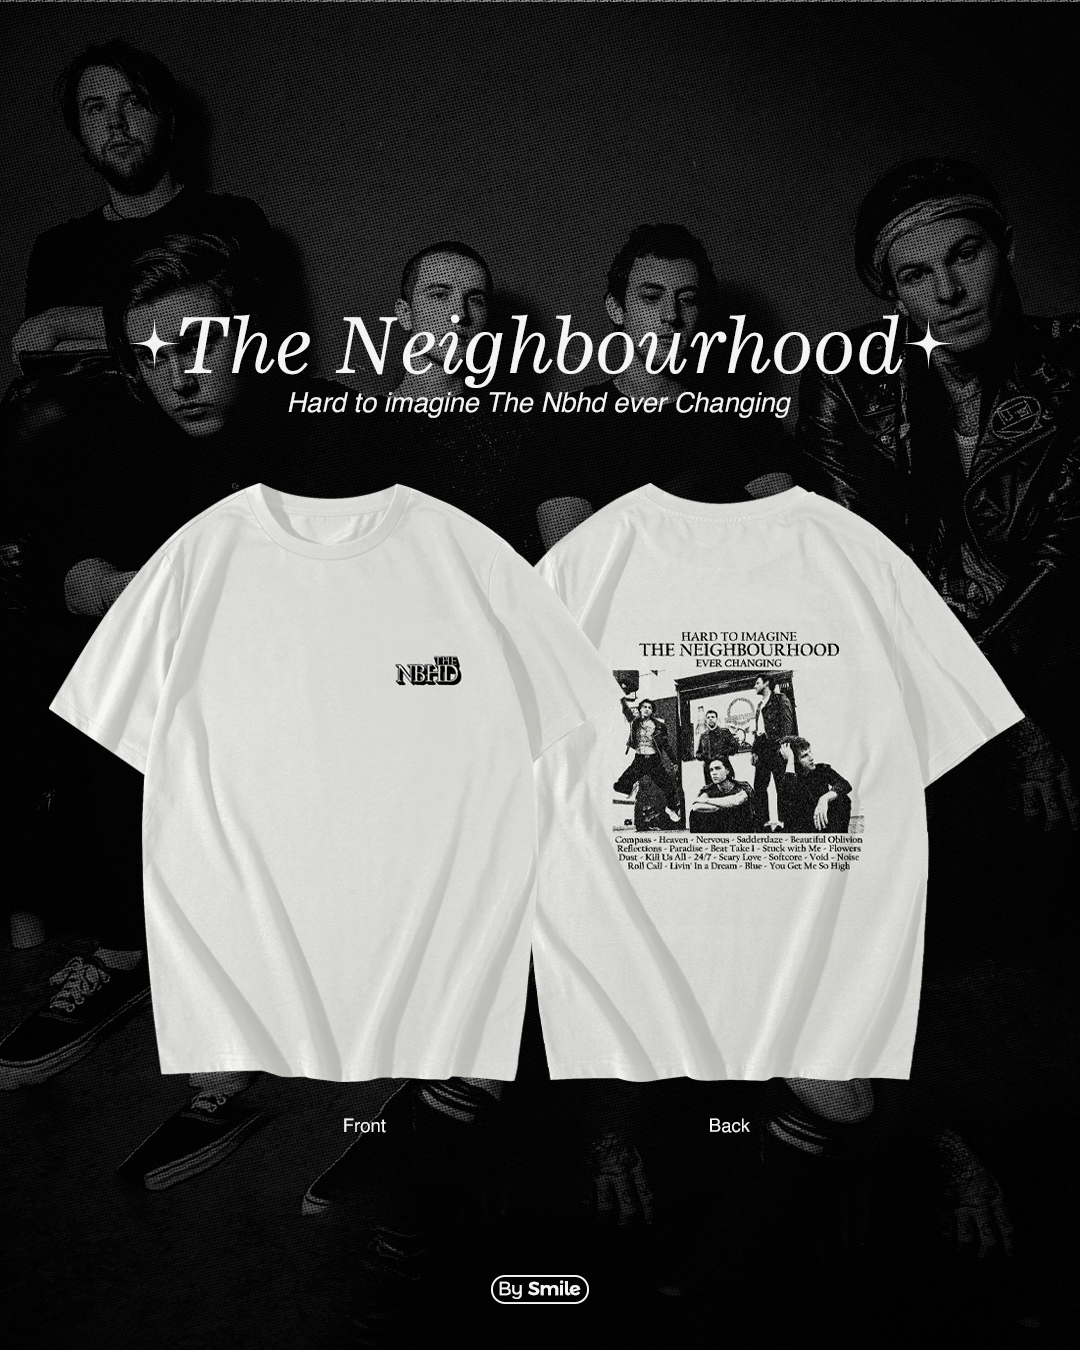 The Neighbourhood
Hard to imagine The Nbhd ever Changing
THE
NBHD
HARD TO IMAGINE
THE NEIGHBOURHOOD
EVER CHANGING
Compass - Heaven - Nervous - Sadderdaze - Beautiful Oblivion
Reflections - Paradise - Beat Take 1 - Stuck with Me - Flowers
Dust - Kill Us All - 24/7 - Scary Love - Softcore - Void - Noise
Roll Call - Livin' In a Dream - Blue - You Get Me So High
Front
Back
By Smile